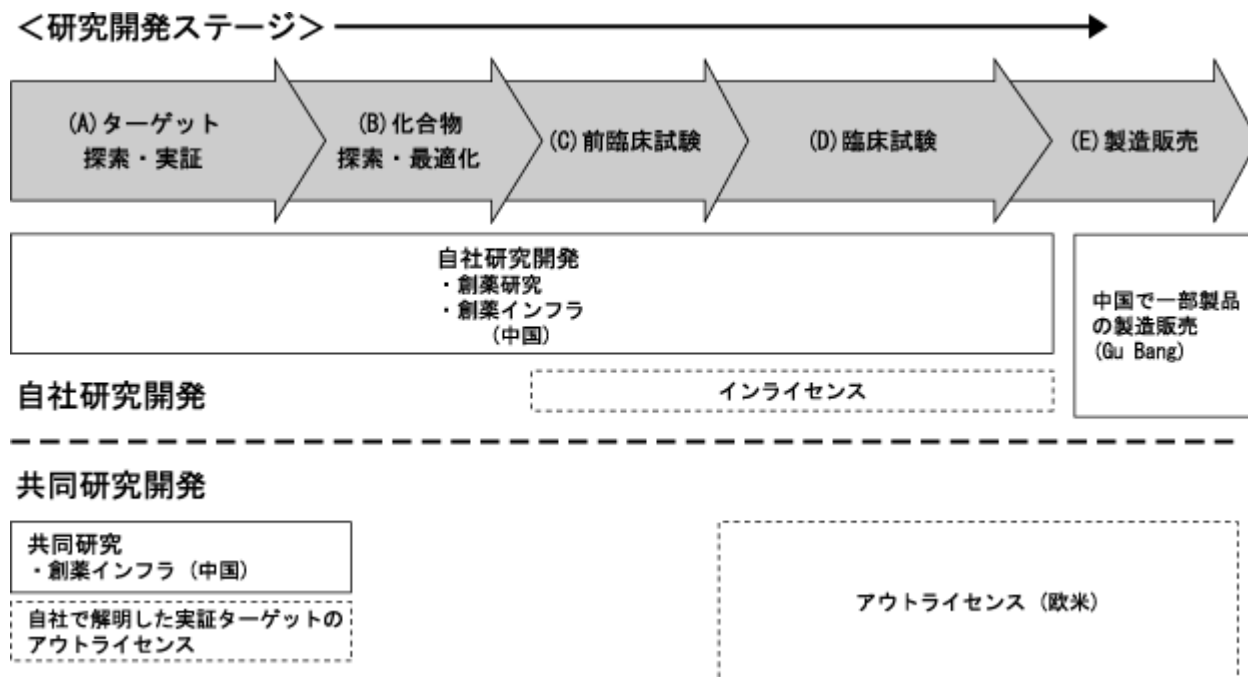 ＜研究開発ステージ＞
(A)ターゲット
探索・実証
(B)化合物
探索・最適化
(C)前臨床試験
(D)臨床試験
(E)製造販売
自社研究開発
・創薬研究
・創薬インフラ
(中国)
中国で一部製品
の製造販売
(Gu Bang)
インライセンス
自社研究開発
共同研究開発
共同研究
・創薬インフラ（中国）
自社で解明した実証ターゲットの
アウトライセンス
アウトライセンス（欧米）